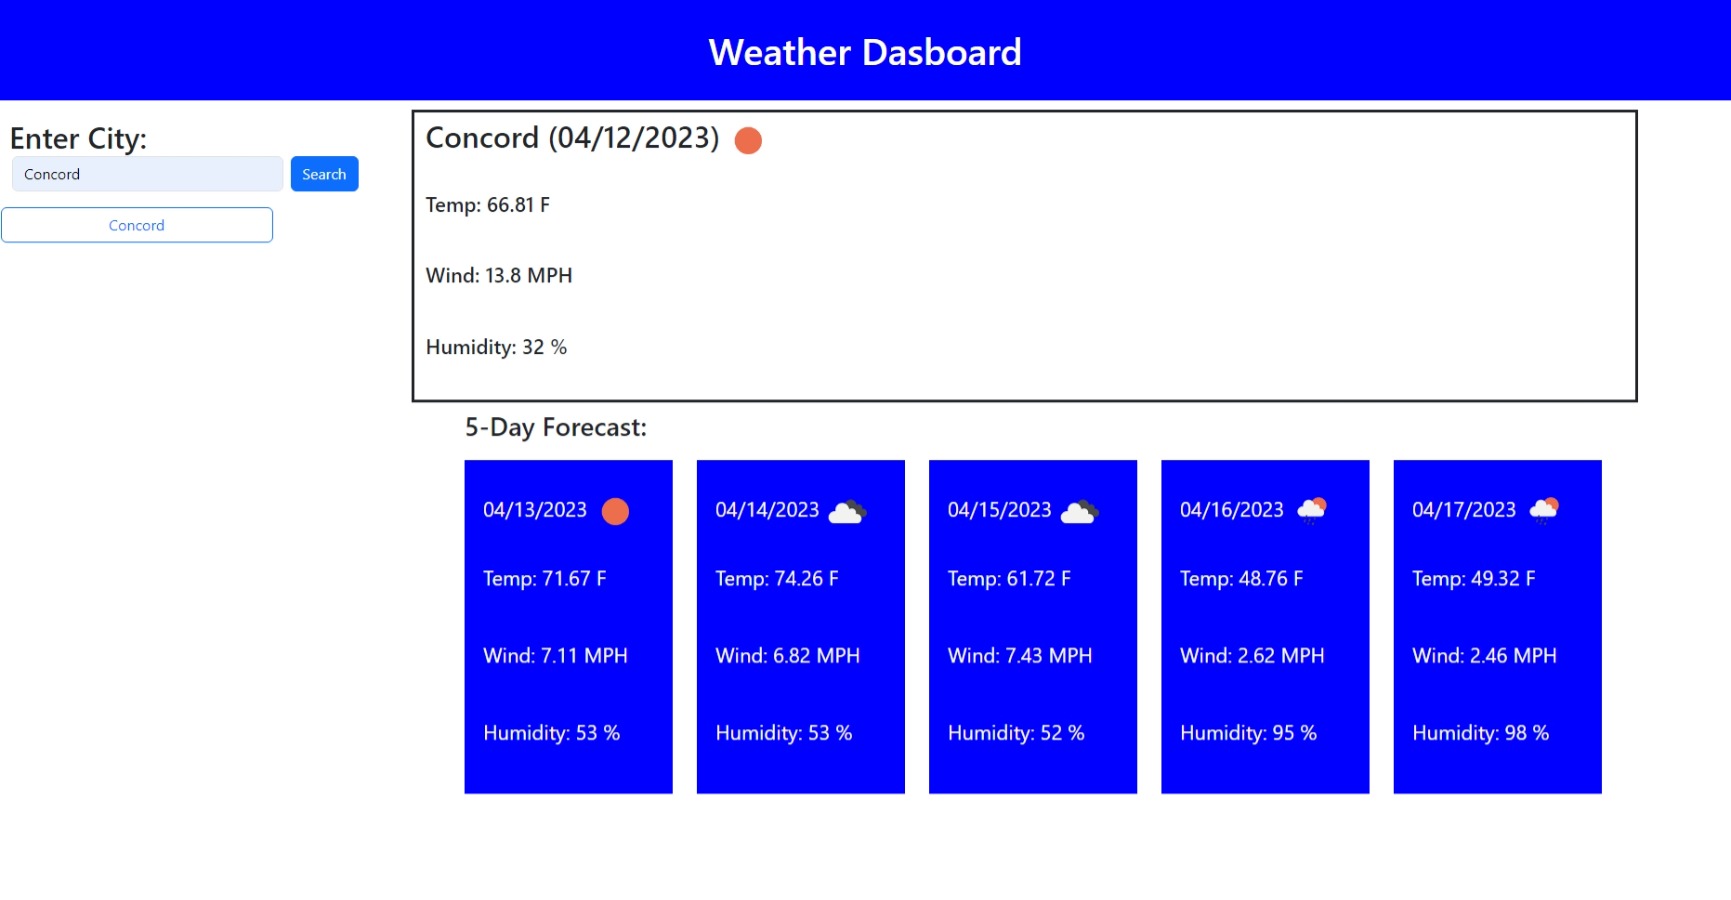 Weather Dasboard
Enter City:
Concord
Search
Concord
Concord (04/12/2023)
Temp: 66.81 F
Wind: 13.8 MPH
Humidity: 32 %
5-Day Forecast:
04/13/2023
Temp: 71.67 F
Wind: 7.11 MPH
Humidity: 53 %
04/14/2023
Temp: 74.26 F
Wind: 6.82 MPH
Humidity: 53 %
04/15/2023
Temp: 61.72 F
Wind: 7.43 MPH
Humidity: 52 %
04/16/2023
Temp: 48.76 F
Wind: 2.62 MPH
Humidity: 95 %
04/17/2023
Temp: 49.32 F
Wind: 2.46 MPH
Humidity: 98 %